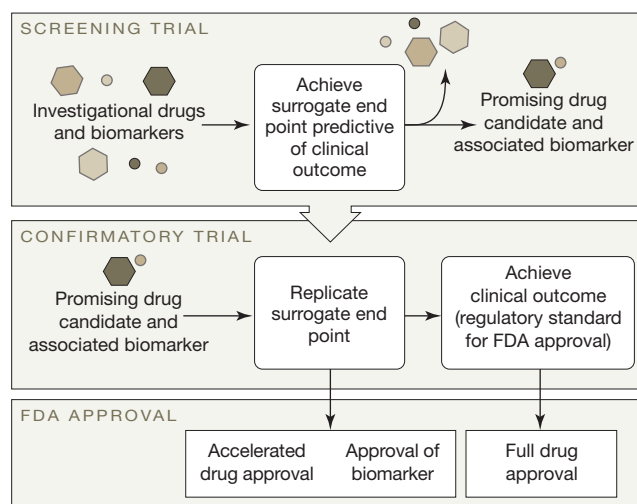 SCREENING TRIAL
Investigational drugs
and biomarkers
Achieve
surrogate end
point predictive
of clinical
outcome
Promising drug
candidate and
associated biomarker
CONFIRMATORY TRIAL
Promising drug
candidate and
associated biomarker
Replicate
surrogate end
point
Achieve
clinical outcome
(regulatory standard
for FDA approval)
FDA APPROVAL
Accelerated
drug approval
Approval of
biomarker
Full drug
approval